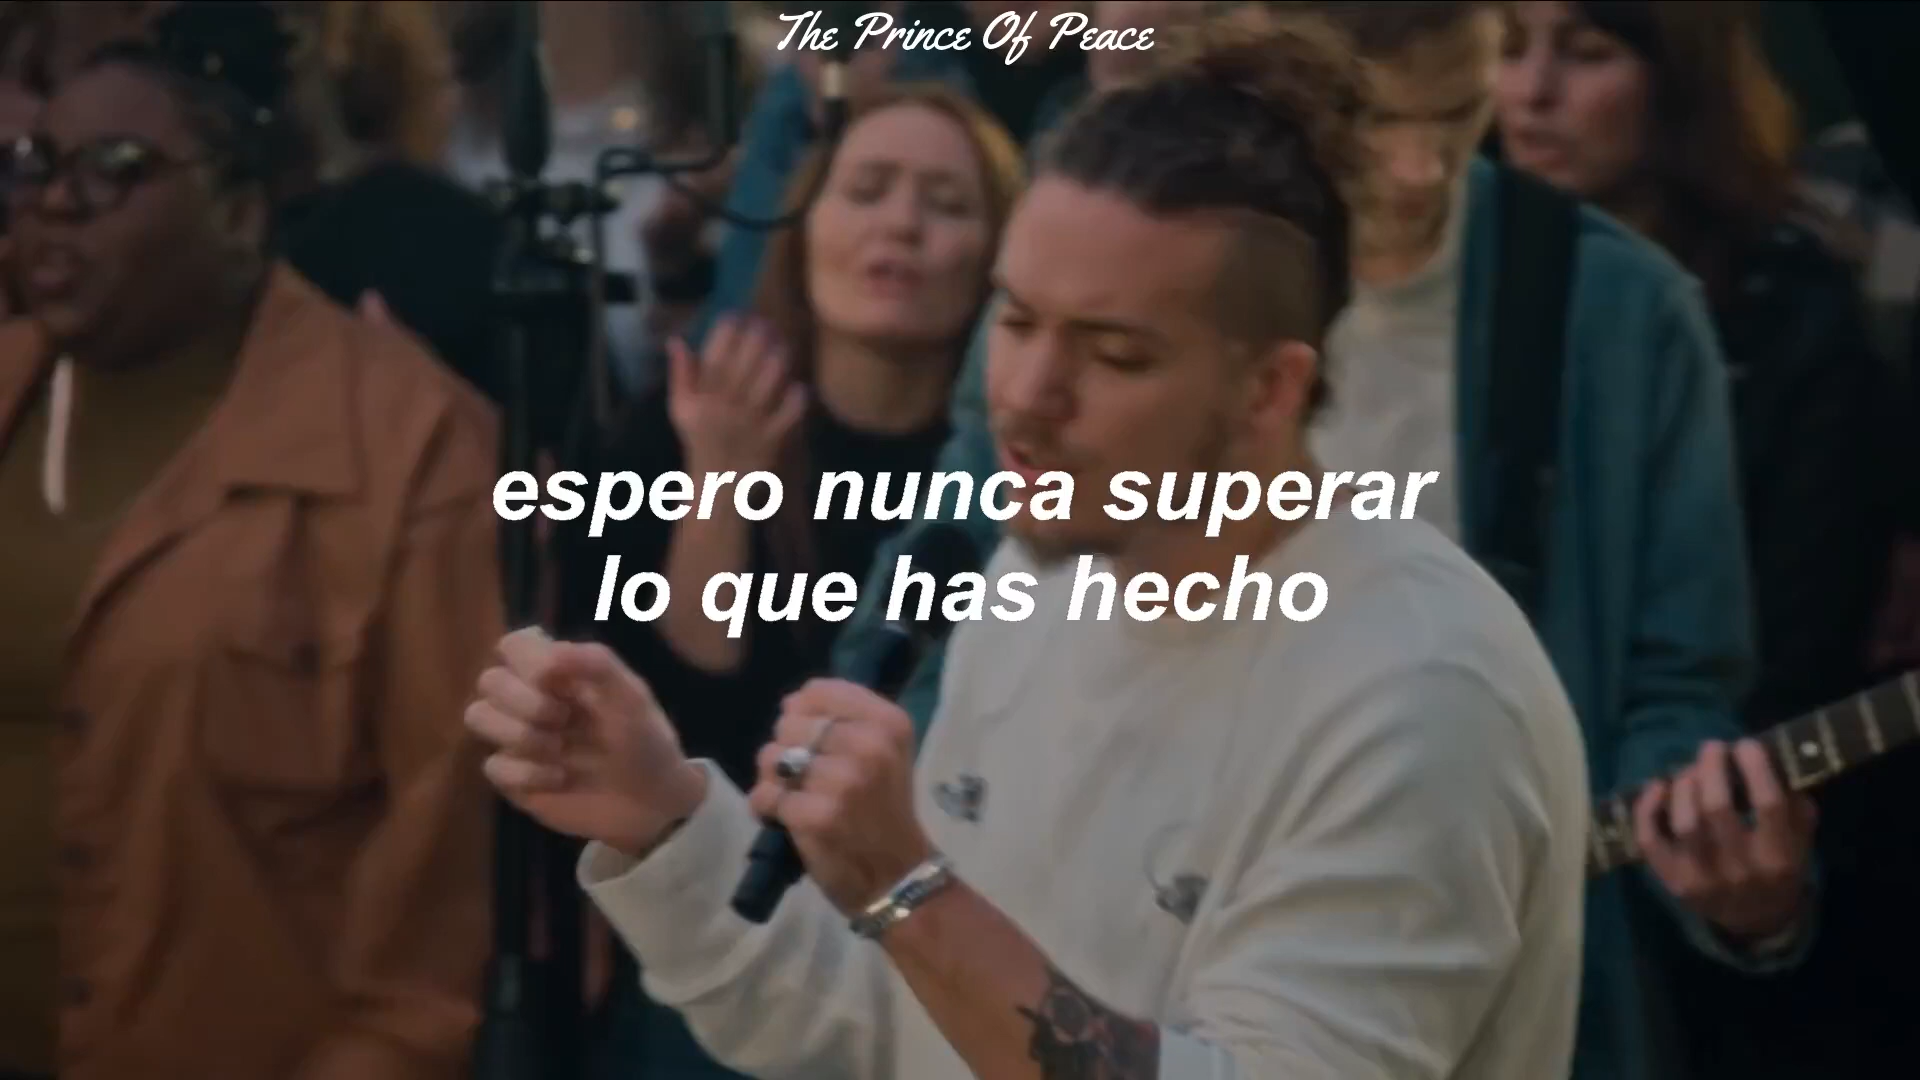 The Prince Of Peace
espero nunca superar
lo que has hecho